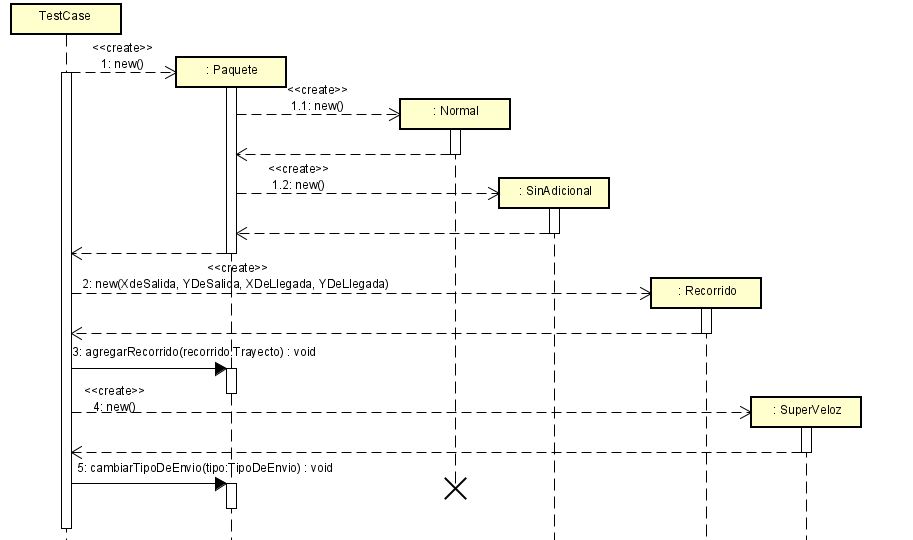 TestCase
<<create>>
1: new()
: Paquete
<<create>>
1.1: new()
: Normal
<<create>>
1.2: new()
: SinAdicional
<<create>>
2: new(XdeSalida, YDeSalida, XDeLlegada, YDeLlegada)
: Recorrido
3: agregarRecorrido(recorrido:Trayecto) : void
<<create>>
4: new()
: SuperVeloz
5: cambiarTipoDeEnvio(tipo:TipoDeEnvio) : void